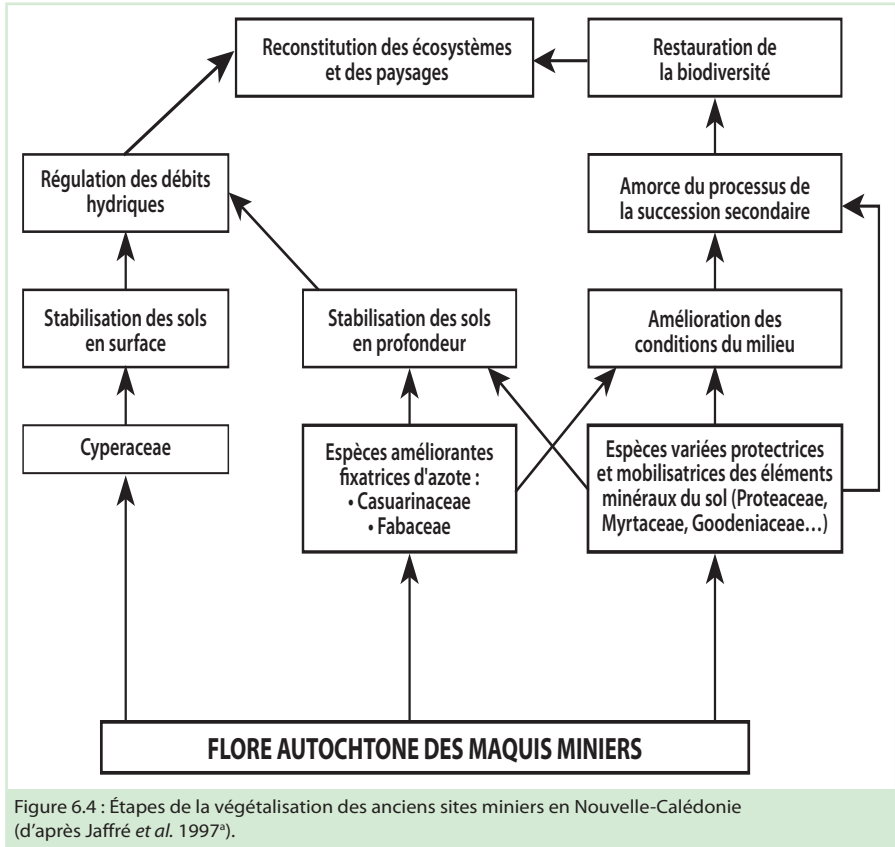 Reconstitution des écosystèmes
et des paysages
Restauration de
la biodiversité
Régulation des débits
hydriques
Amorce du processus de
la succession secondaire
Stabilisation des sols
en surface
Stabilisation des sols
en profondeur
Amélioration des
conditions du milieu
Cyperaceae
Espèces améliorantes
fixatrices d'azote :
• Casuarinaceae
• Fabaceae
Espèces variées protectrices
et mobilisatrices des éléments
minéraux du sol (Proteaceae,
Myrtaceae, Goodeniaceae…)
FLORE AUTOCHTONE DES MAQUIS MINIERS
Figure 6.4 : Étapes de la végétalisation des anciens sites miniers en Nouvelle-Calédonie
(d'après Jaffré et al. 1997ª).